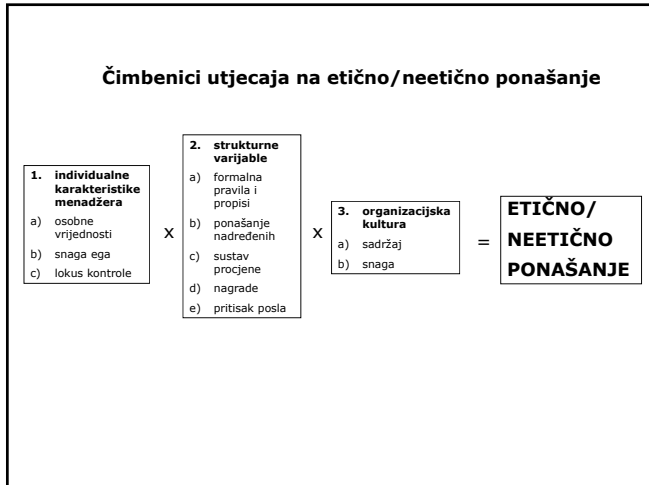 Čimbenici utjecaja na etično/neetično ponašanje
1. individualne
karakteristike
menadžera
a) osobne
vrijednosti
b) snaga ega
c) lokus kontrole
x
2. strukturne
varijable
a) formalna
pravila i
propisi
b) ponašanje
nadređenih
c) sustav
procjene
d) nagrade
e) pritisak posla
x
3. organizacijska
kultura
a) sadržaj
b) snaga
=
ETIČNO/
NEETIČNO
PONAŠANJE